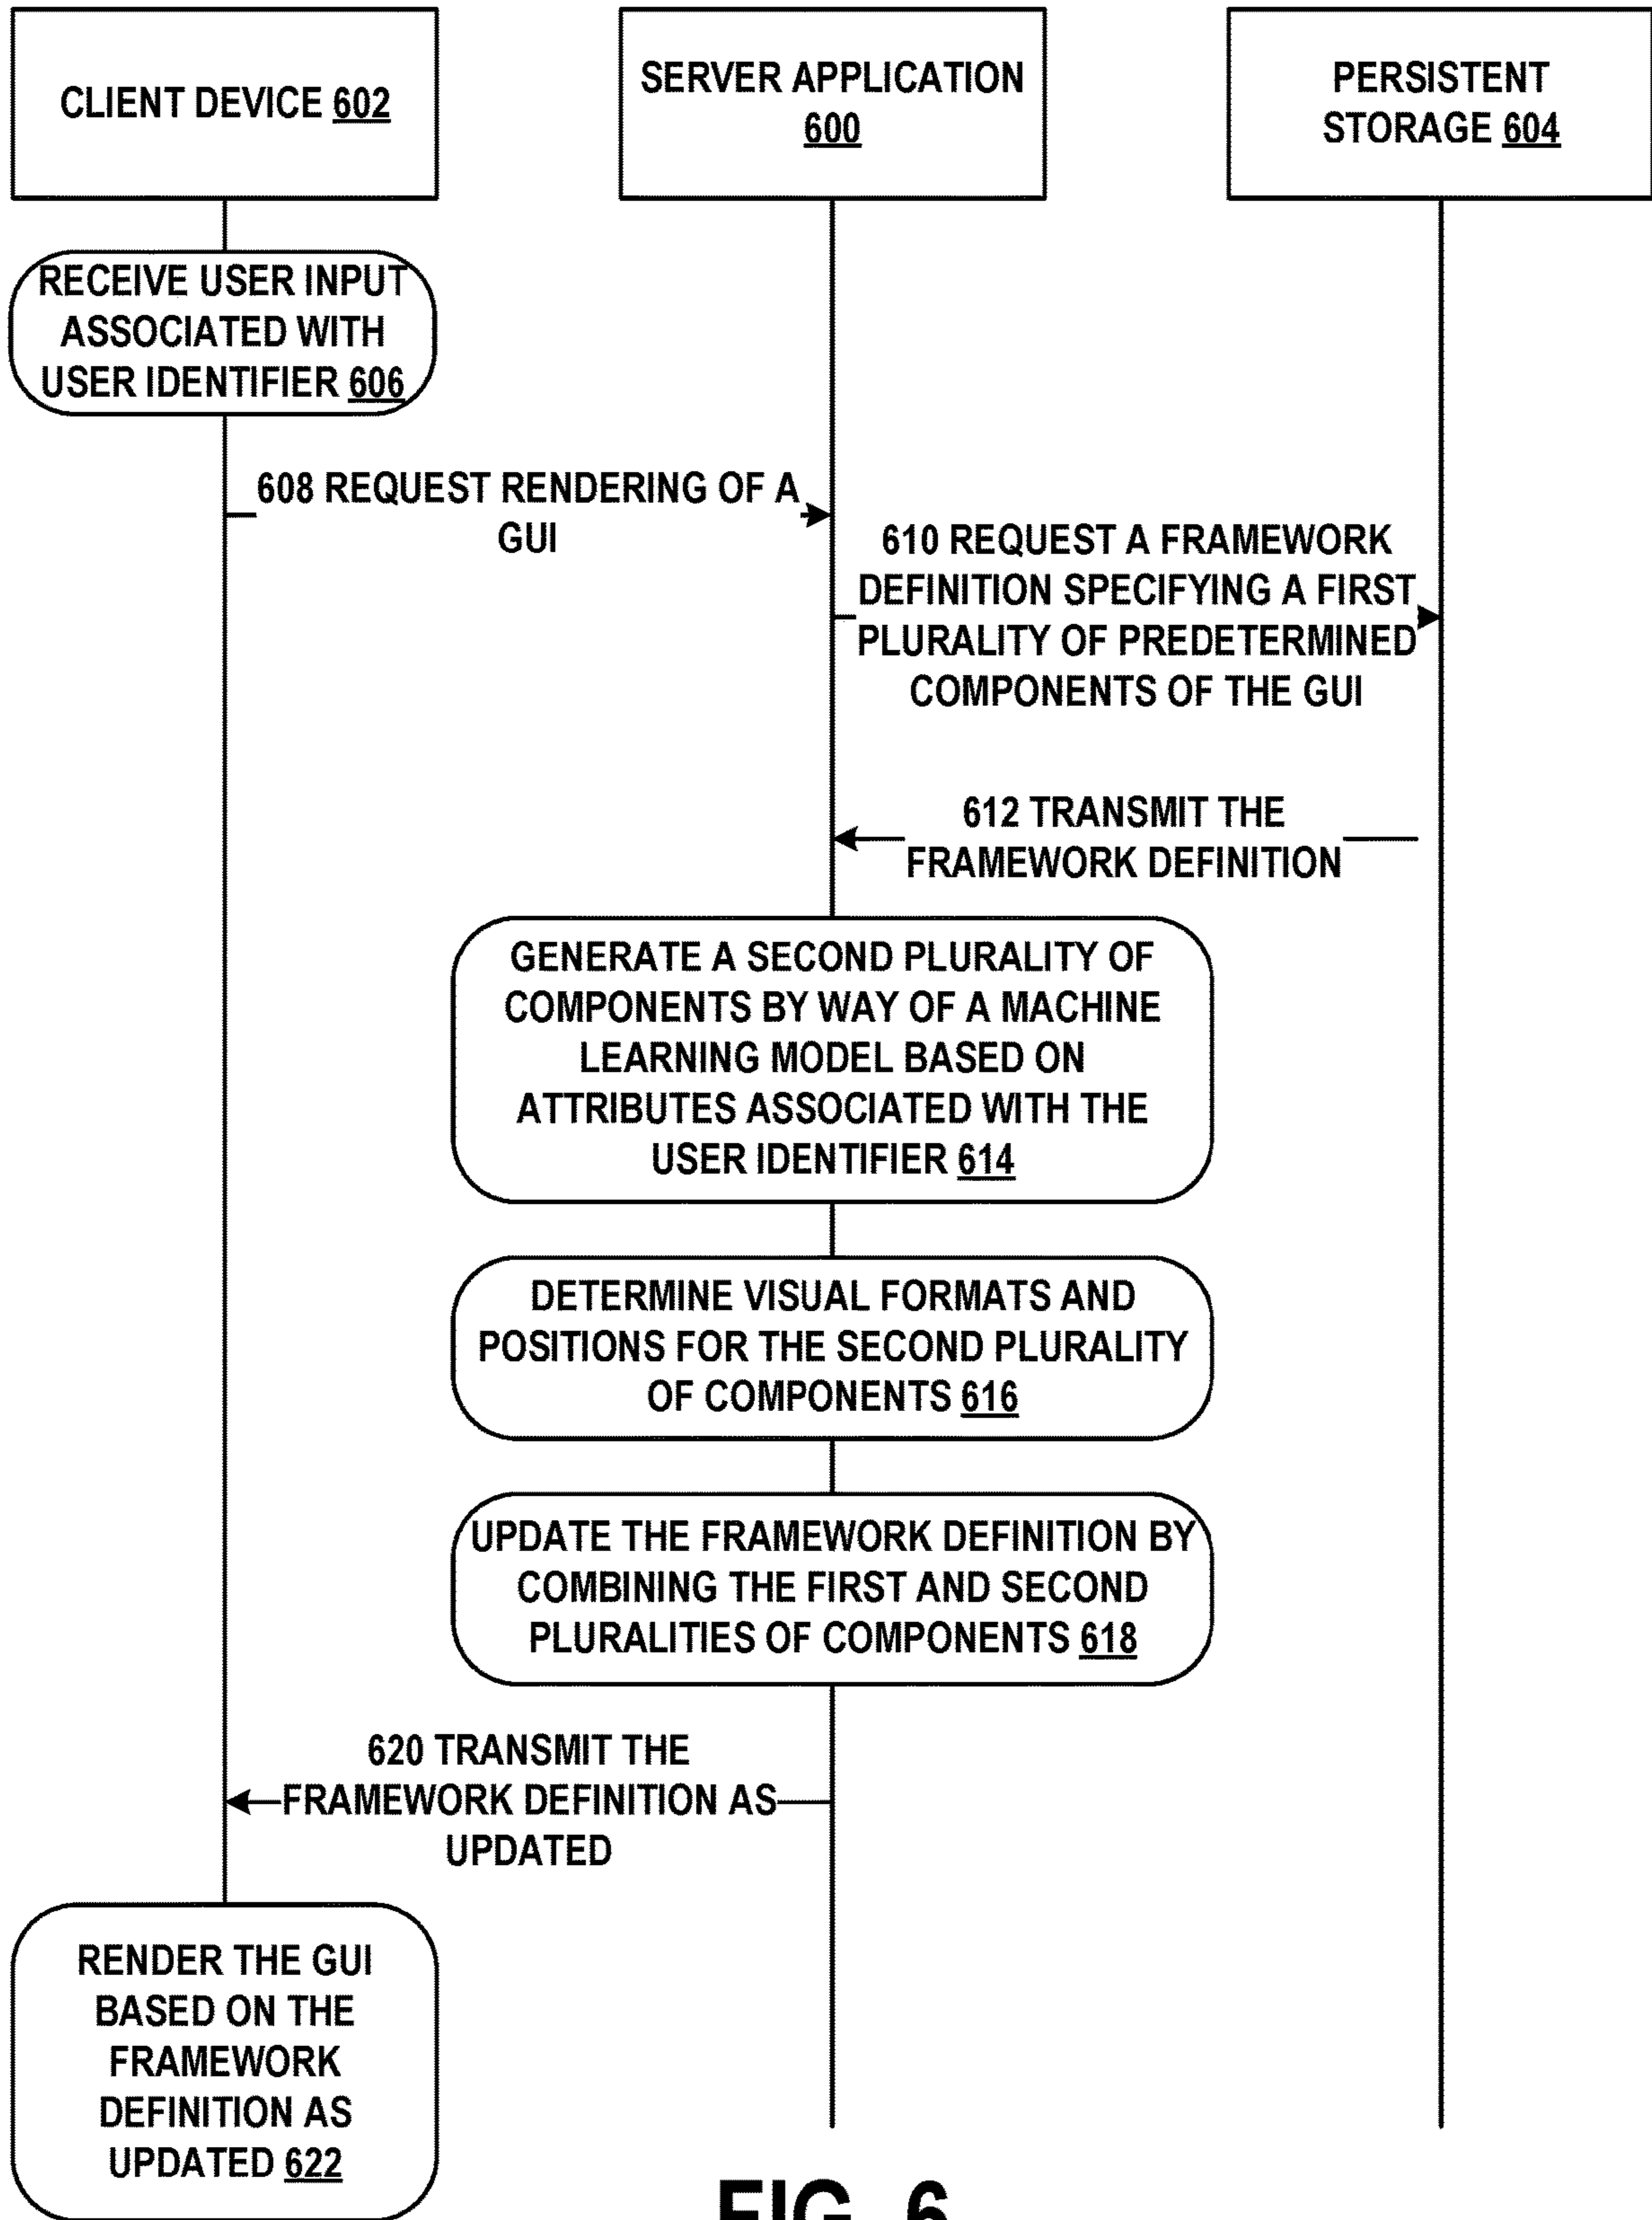 CLIENT DEVICE 602
SERVER APPLICATION
600
PERSISTENT
STORAGE 604
RECEIVE USER INPUT
ASSOCIATED WITH
USER IDENTIFIER 606
608 REQUEST RENDERING OF A
GUI
610 REQUEST A FRAMEWORK
DEFINITION SPECIFYING A FIRST
PLURALITY OF PREDETERMINED
COMPONENTS OF THE GUI
612 TRANSMIT THE
FRAMEWORK DEFINITION
GENERATE A SECOND PLURALITY OF
COMPONENTS BY WAY OF A MACHINE
LEARNING MODEL BASED ON
ATTRIBUTES ASSOCIATED WITH THE
USER IDENTIFIER 614
DETERMINE VISUAL FORMATS AND
POSITIONS FOR THE SECOND PLURALITY
OF COMPONENTS 616
UPDATE THE FRAMEWORK DEFINITION BY
COMBINING THE FIRST AND SECOND
PLURALITIES OF COMPONENTS 618
620 TRANSMIT THE
FRAMEWORK DEFINITION AS
UPDATED
RENDER THE GUI
BASED ON THE
FRAMEWORK
DEFINITION AS
UPDATED 622
FIG. 6